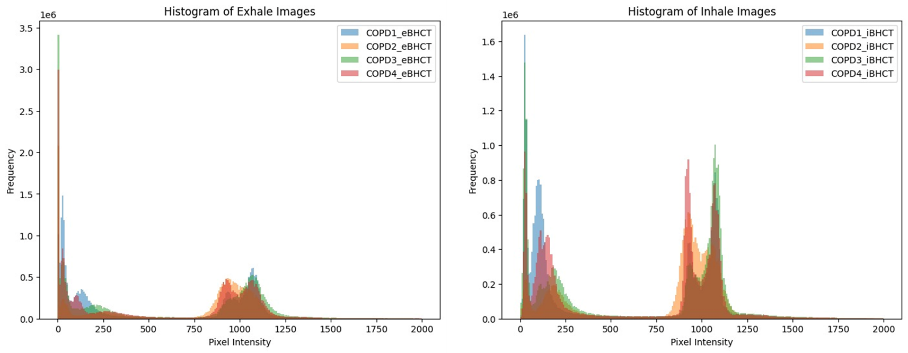 Histogram of Exhale Images
1e6
3.5
3.0
2.5
2.0
1.5
1.0
0.5
0.0
Frequency
0 250 500 750 1000 1250 1500 1750 2000
Pixel Intensity
COPD1_eBHCT
COPD2_eBHCT
COPD3_eBHCT
COPD4_eBHCT
Histogram of Inhale Images
1e6
1.6
1.4
1.2
1.0
0.8
0.6
0.4
0.2
0.0
Frequency
0 250 500 750 1000 1250 1500 1750 2000
Pixel Intensity
COPD1_iBHCT
COPD2_iBHCT
COPD3_iBHCT
COPD4_iBHCT